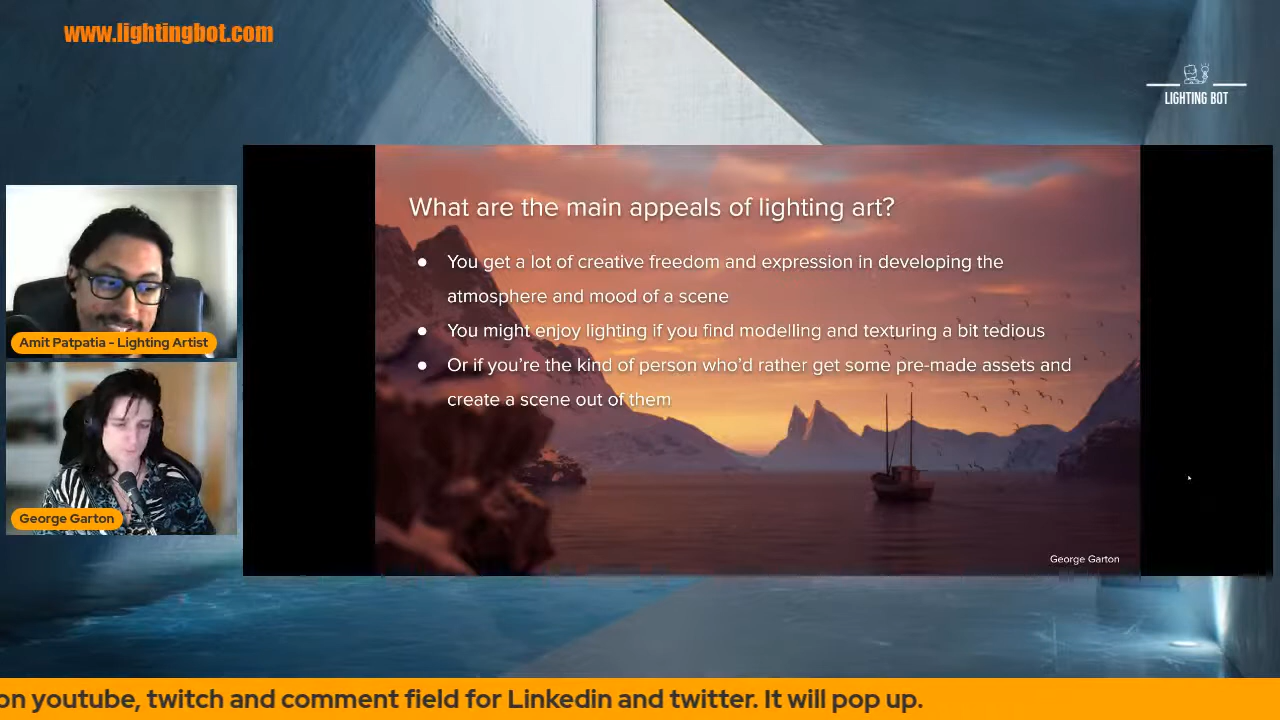 www.lightingbot.com
LIGHTING BOT
What are the main appeals of lighting art?
● You get a lot of creative freedom and expression in developing the
atmosphere and mood of a scene
● You might enjoy lighting if you find modelling and texturing a bit tedious
● Or if you're the kind of person who'd rather get some pre-made assets and
create a scene out of them
George Garton
Amit Patpatia - Lighting Artist
George Garton
on youtube, twitch and comment field for Linkedin and twitter. It will pop up.